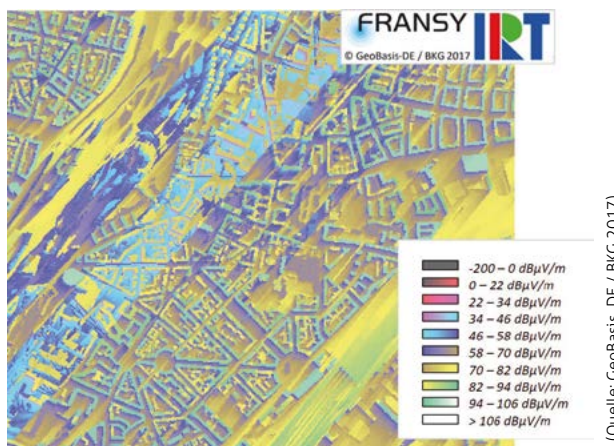 FRANSY IRT
© GeoBasis-DE / BKG 2017
-200 – 0 dBµV/m
0 – 22 dBµV/m
22 – 34 dBµV/m
34 – 46 dBµV/m
46 – 58 dBµV/m
58 – 70 dBµV/m
70 – 82 dBµV/m
82 – 94 dBµV/m
94 – 106 dBµV/m
> 106 dBµV/m
(Quelle: GeoBasis-DE / BKG 2017)